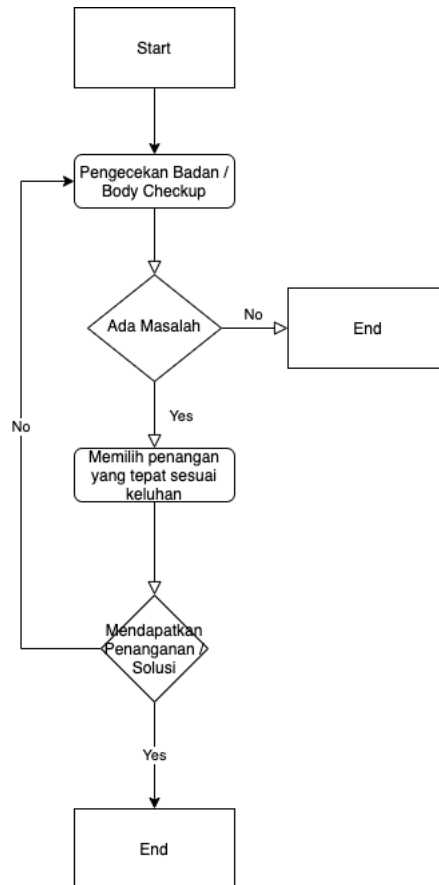 Start
Pengecekan Badan /
Body Checkup
Ada Masalah
No
End
Yes
Memilih penangan
yang tepat sesuai
keluhan
No
Mendapatkan
Penanganan /
Solusi
Yes
End